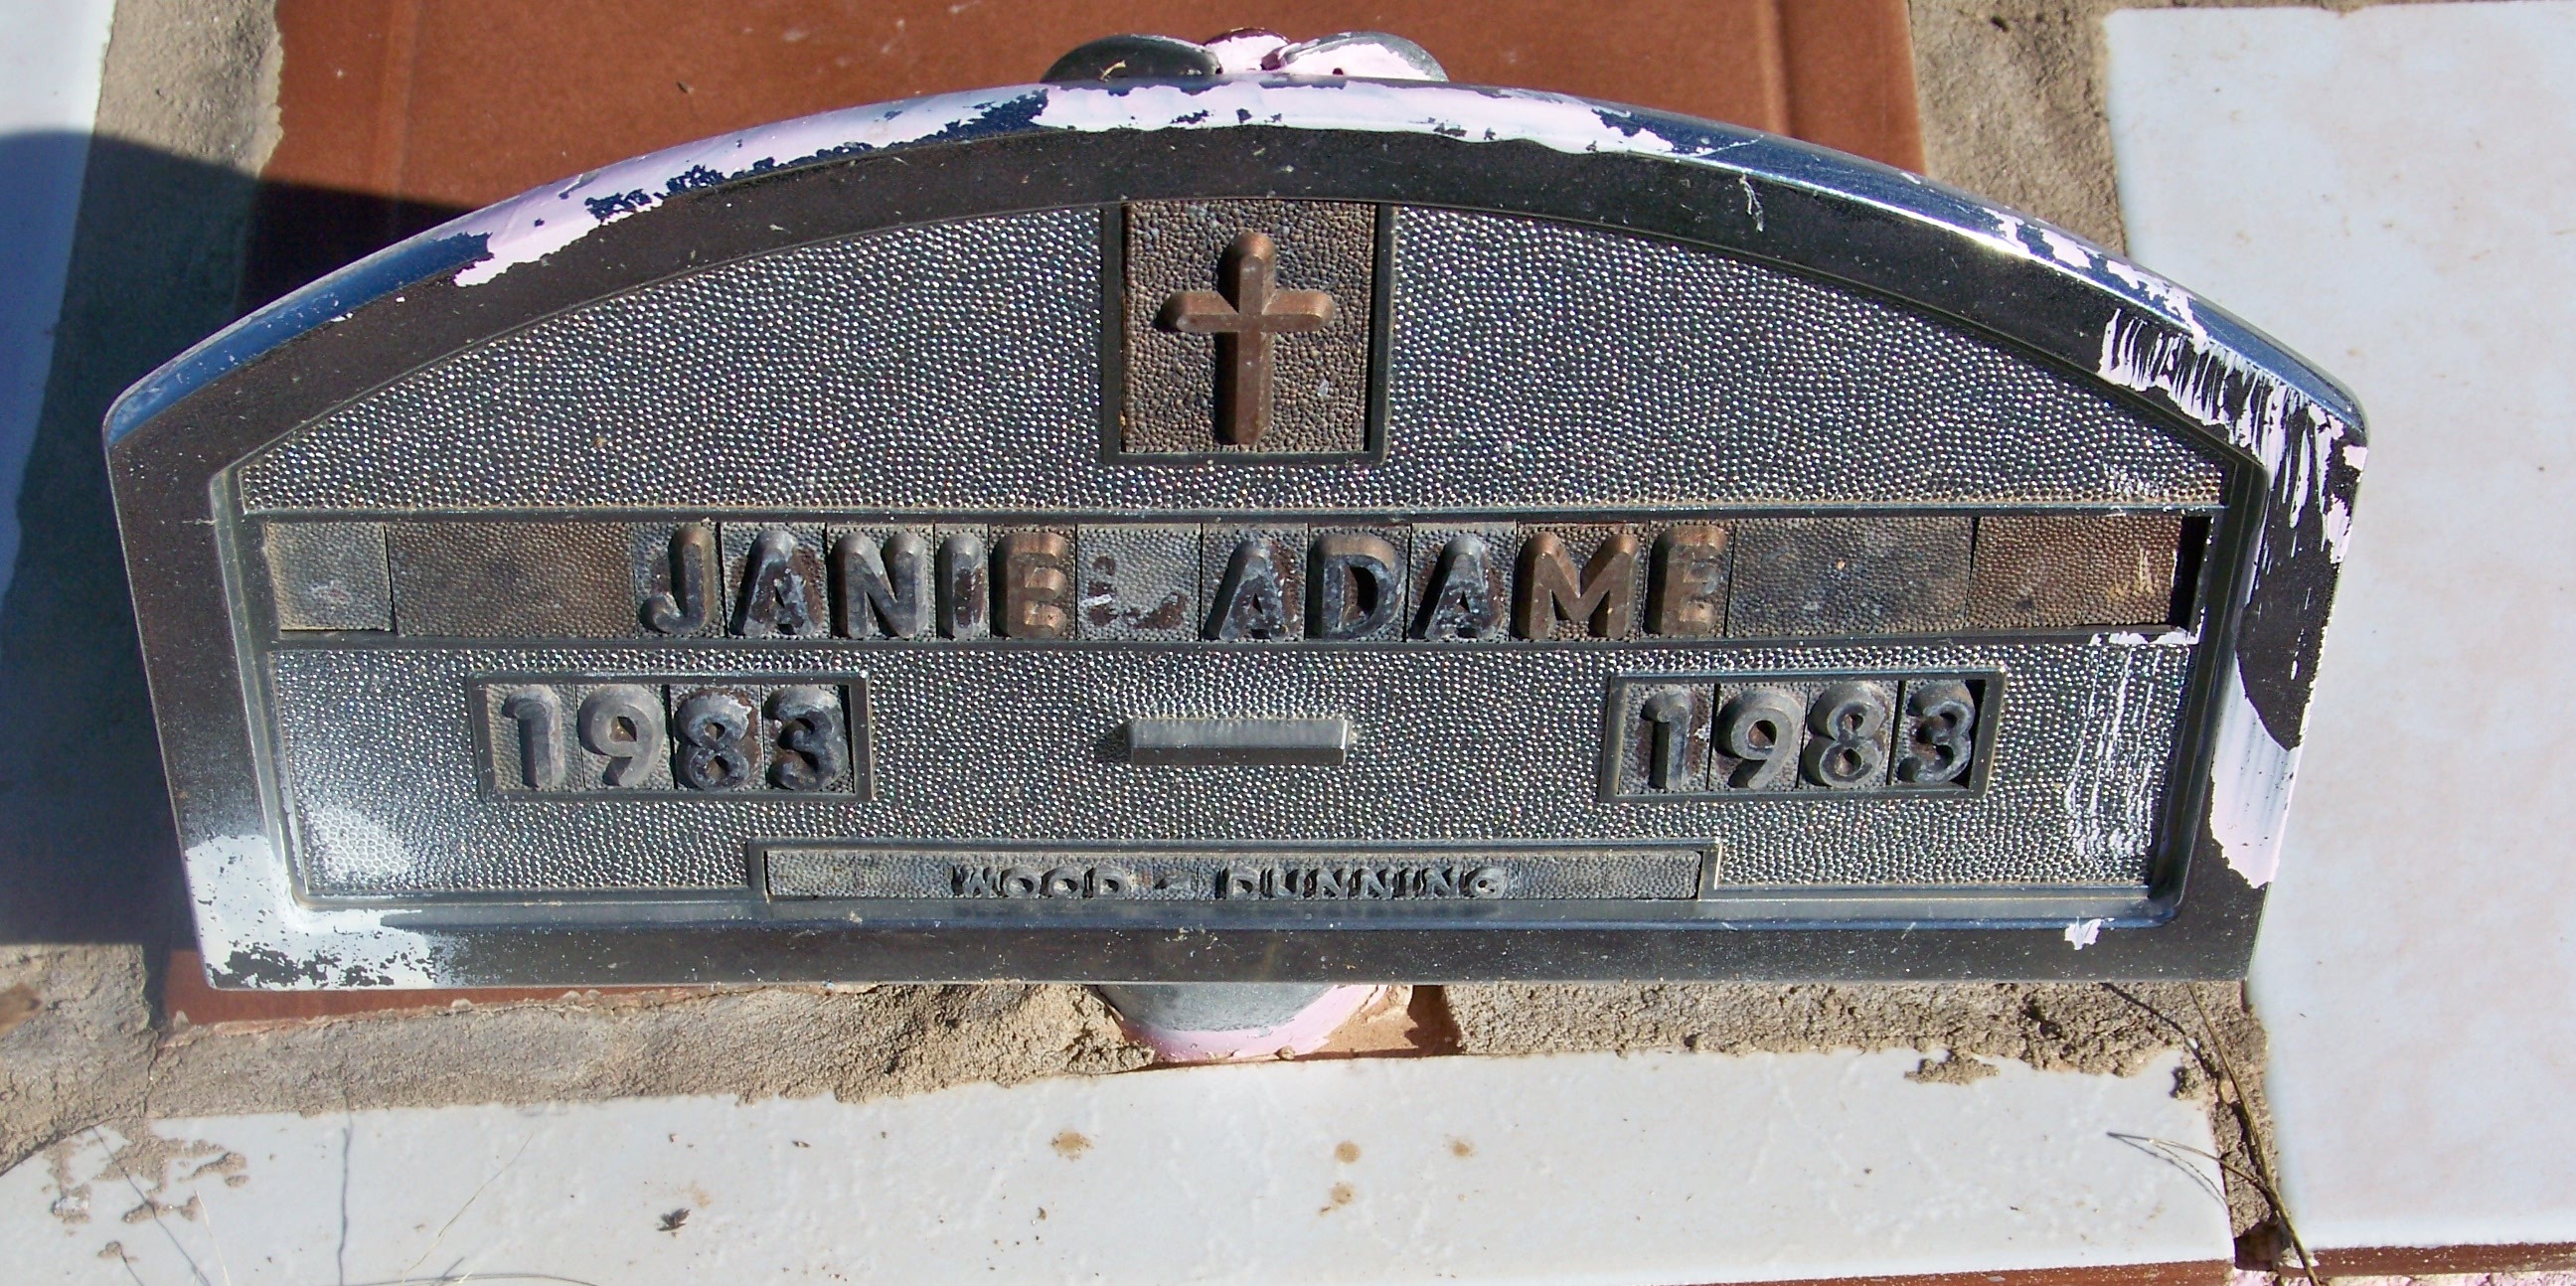 JANIE ADAME
1983 — 1983
WOOD - DUNNING